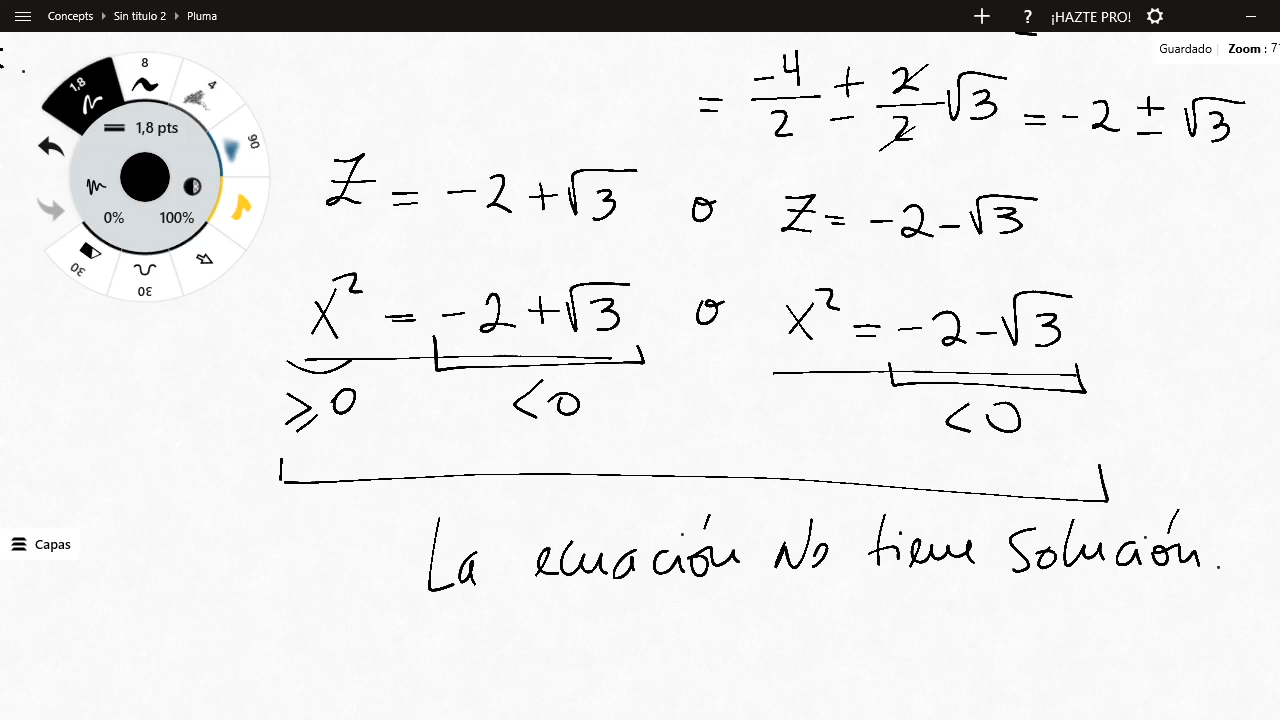 Concepts › Sin título 2 › Pluma
+ ? ¡HAZTE PRO! −
Guardado | Zoom : 7
1,8 8 4 90
1,8 pts
0% 100%
30 30
= -4/2 ± 2/2 √3 = -2 ± √3
Z = -2 + √3 o Z = -2 - √3
x² = -2 + √3 o x² = -2 - √3
≥0 <0 <0
La ecuación No tiene solución.
Capas